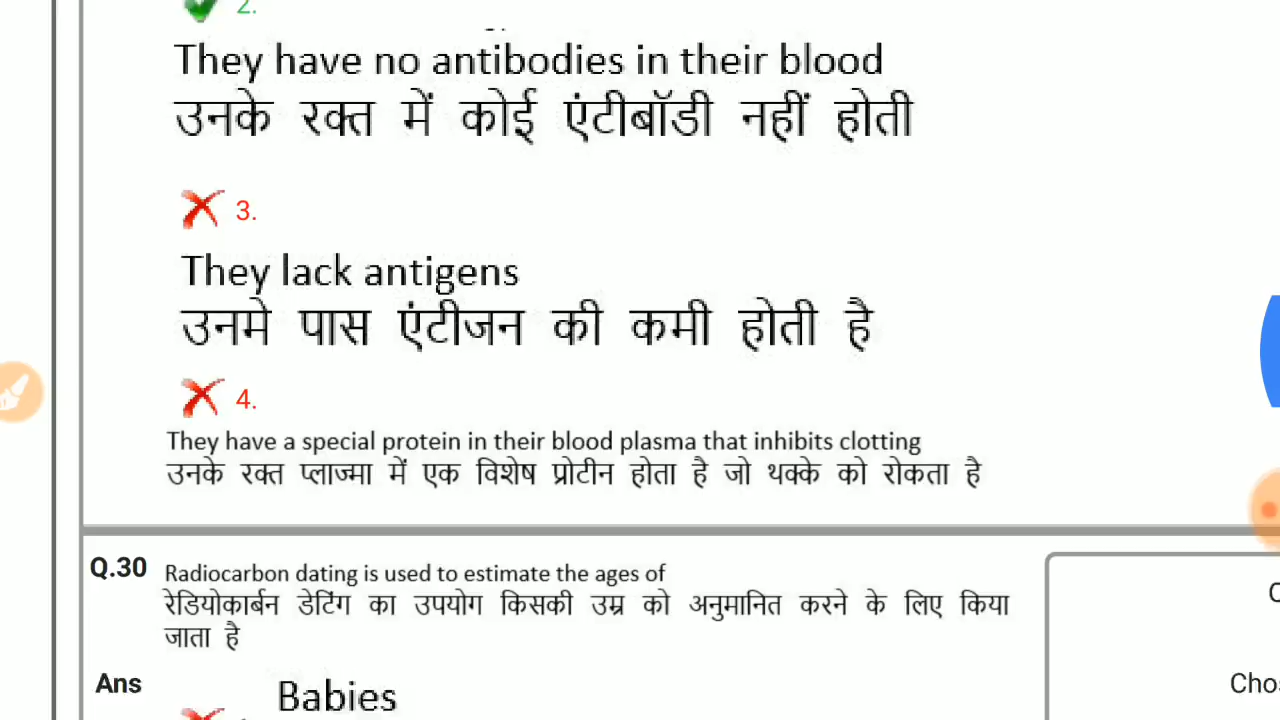 2.
They have no antibodies in their blood
उनके रक्त में कोई एंटीबॉडी नहीं होती
3.
They lack antigens
उनमे पास एंटीजन की कमी होती है
4.
They have a special protein in their blood plasma that inhibits clotting
उनके रक्त प्लाज्मा में एक विशेष प्रोटीन होता है जो थक्के को रोकता है
Q.30 Radiocarbon dating is used to estimate the ages of
रेडियोकार्बन डेटिंग का उपयोग किसकी उम्र को अनुमानित करने के लिए किया
जाता है
Ans
Babies